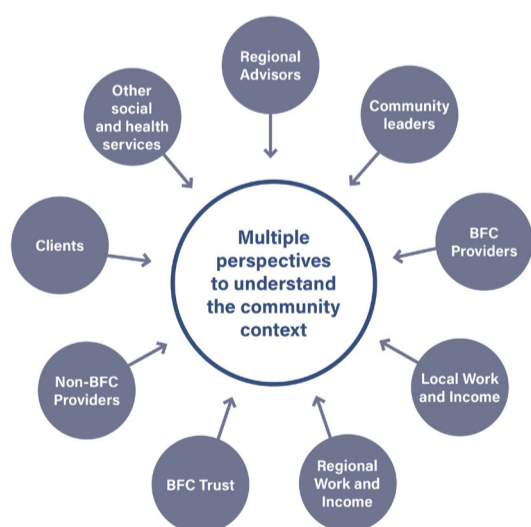 Regional
Advisors
Other
social
and health
services
Community
leaders
Clients
Multiple
perspectives
to understand
the community
context
BFC
Providers
Non-BFC
Providers
Local Work
and Income
BFC Trust
Regional
Work and
Income